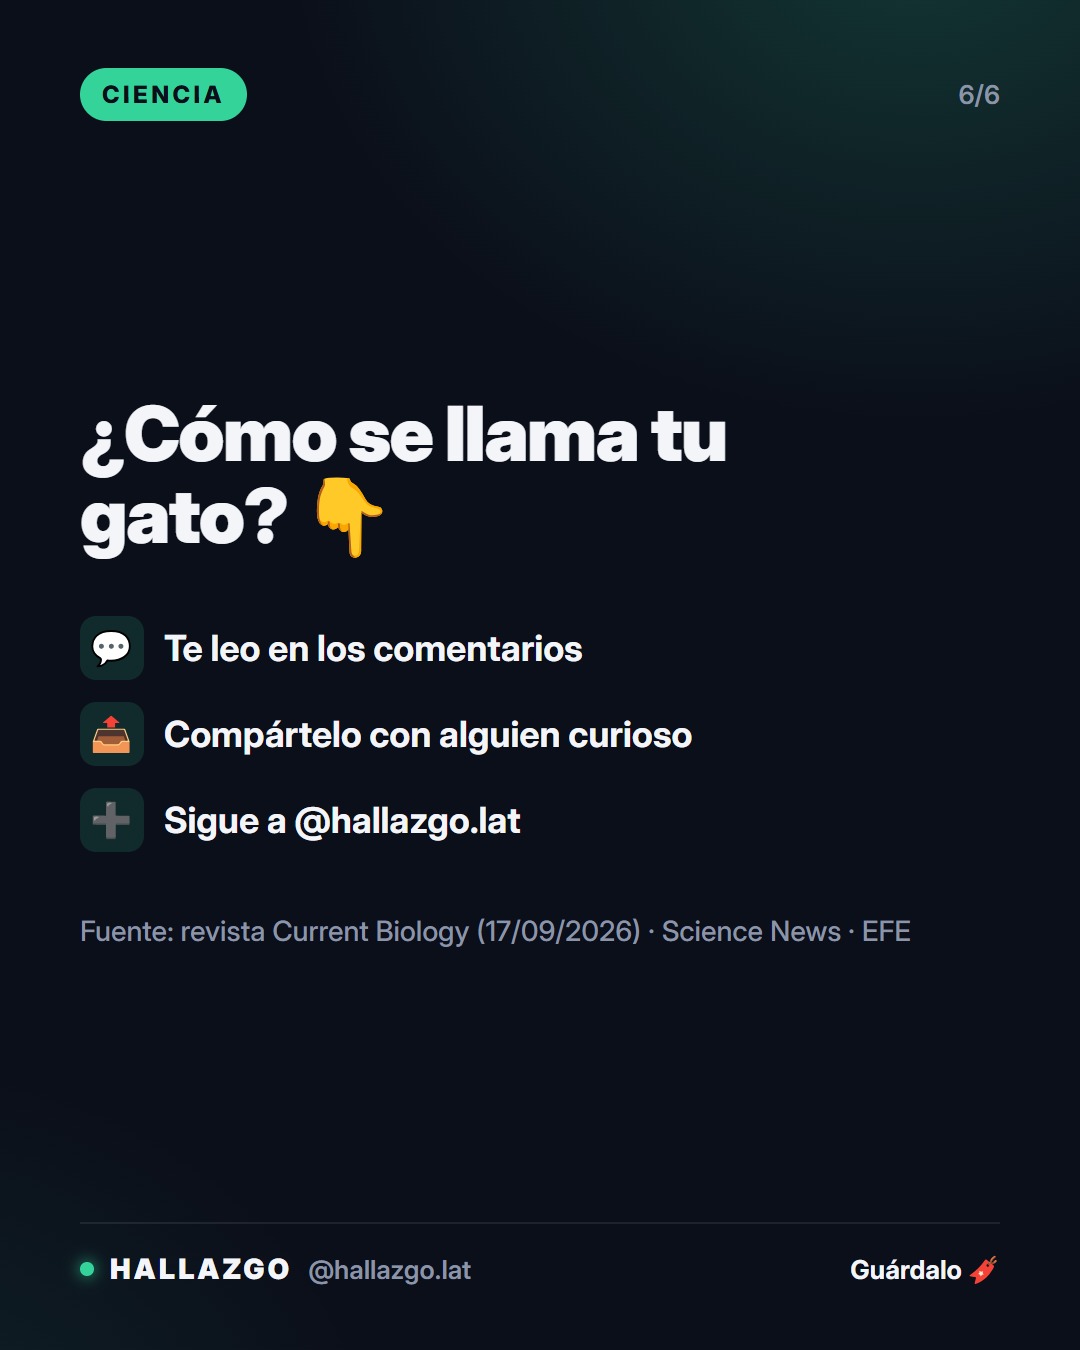 CIENCIA
6/6
¿Cómo se llama tu
gato? 👇
💬 Te leo en los comentarios
📤 Compártelo con alguien curioso
➕ Sigue a @hallazgo.lat
Fuente: revista Current Biology (17/09/2026) · Science News · EFE
HALLAZGO @hallazgo.lat
Guárdalo 🔖